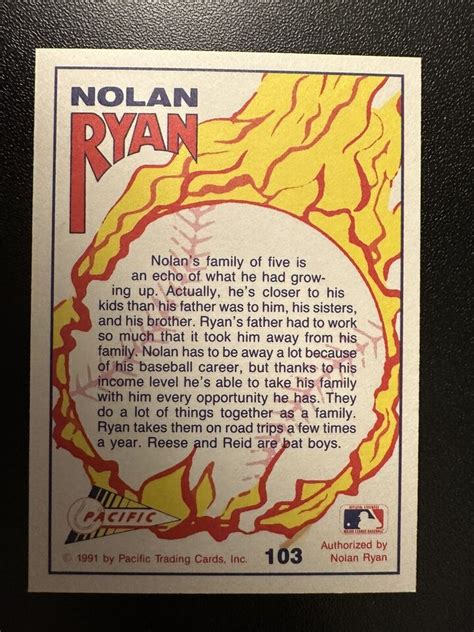 NOLAN
RYAN
Nolan's family of five is
an echo of what he had grow-
ing up. Actually, he's closer to his
kids than his father was to him, his sisters,
and his brother. Ryan's father had to work
so much that it took him away from his
family. Nolan has to be away a lot because
of his baseball career, but thanks to his
income level he's able to take his family
with him every opportunity he has. They
do a lot of things together as a family.
Ryan takes them on road trips a few times
a year. Reese and Reid are bat boys.
PACIFIC
© 1991 by Pacific Trading Cards, Inc.
103
Authorized by
Nolan Ryan